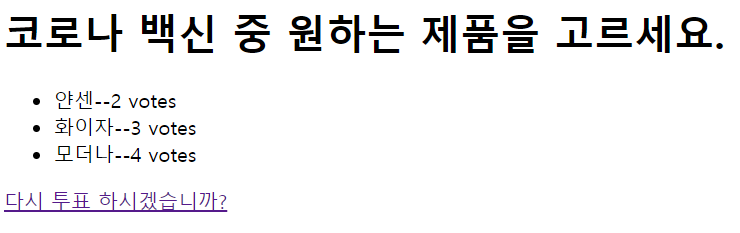 코로나 백신 중 원하는 제품을 고르세요.
얀센--2 votes
화이자--3 votes
모더나--4 votes
다시 투표 하시겠습니까?